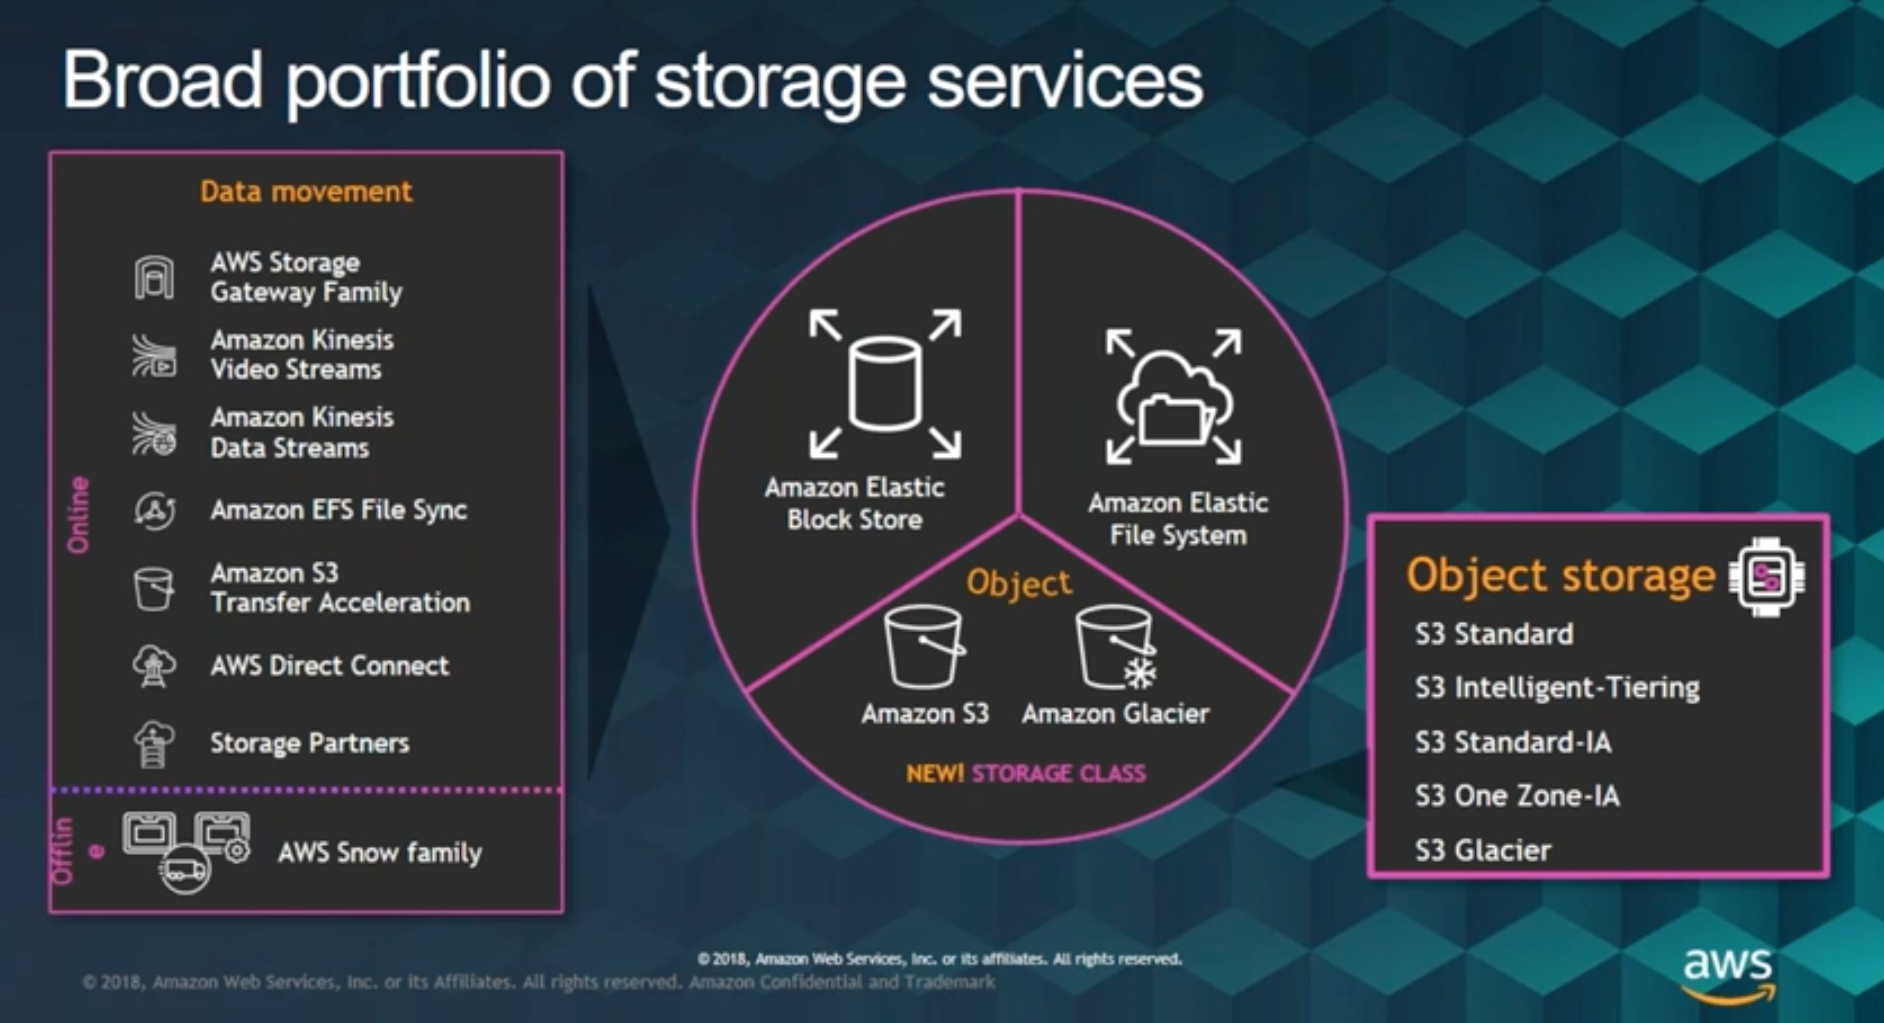 Broad portfolio of storage services
Data movement
Online
AWS Storage
Gateway Family
Amazon Kinesis
Video Streams
Amazon Kinesis
Data Streams
Amazon EFS File Sync
Amazon S3
Transfer Acceleration
AWS Direct Connect
Storage Partners
Offlin
e
AWS Snow family
Amazon Elastic
Block Store
Amazon Elastic
File System
Object
Amazon S3
Amazon Glacier
NEW! STORAGE CLASS
Object storage
S3 Standard
S3 Intelligent-Tiering
S3 Standard-IA
S3 One Zone-IA
S3 Glacier
© 2018, Amazon Web Services, Inc. or its affiliates. All rights reserved.
© 2018, Amazon Web Services, Inc. or its Affiliates. All rights reserved. Amazon Confidential and Trademark
aws